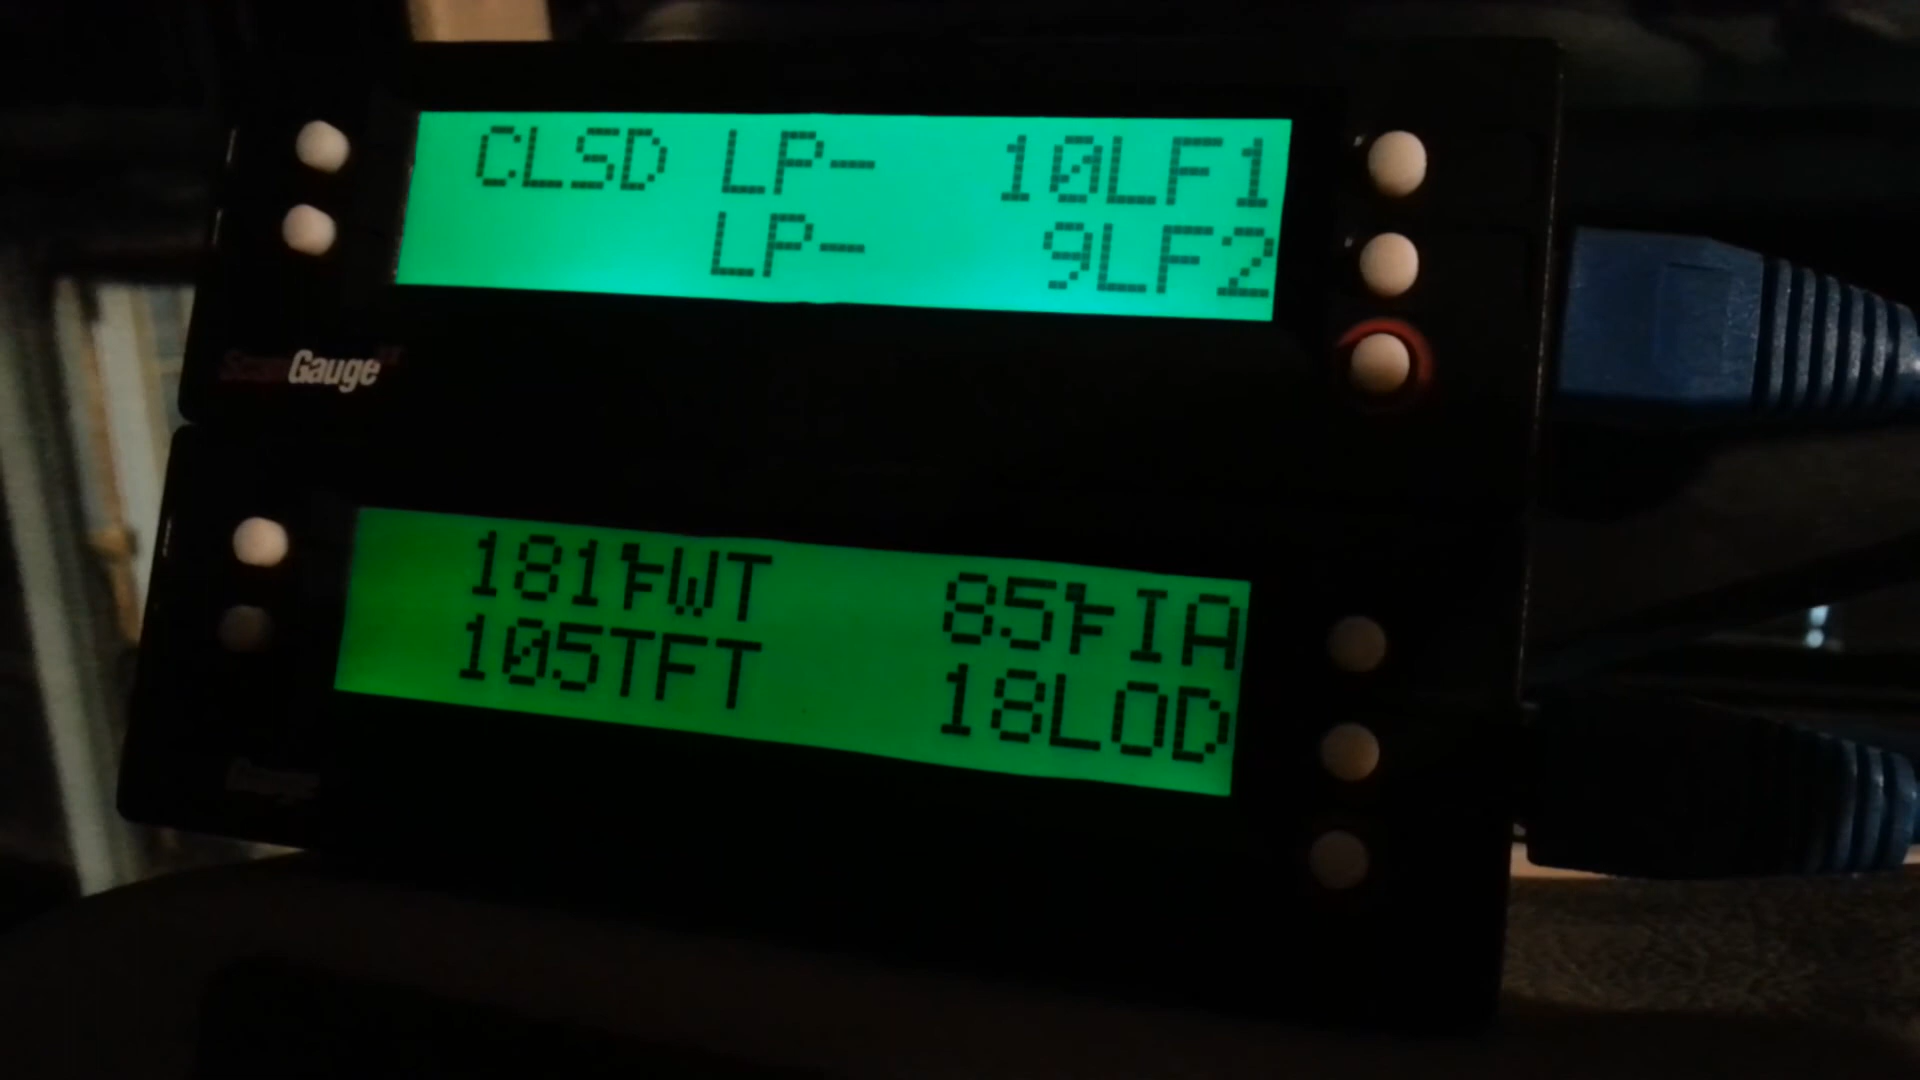 CLSD LP- 10LF1
LP- 9LF2
ScanGauge
181°FWT 85°FIA
105TFT 18LOD